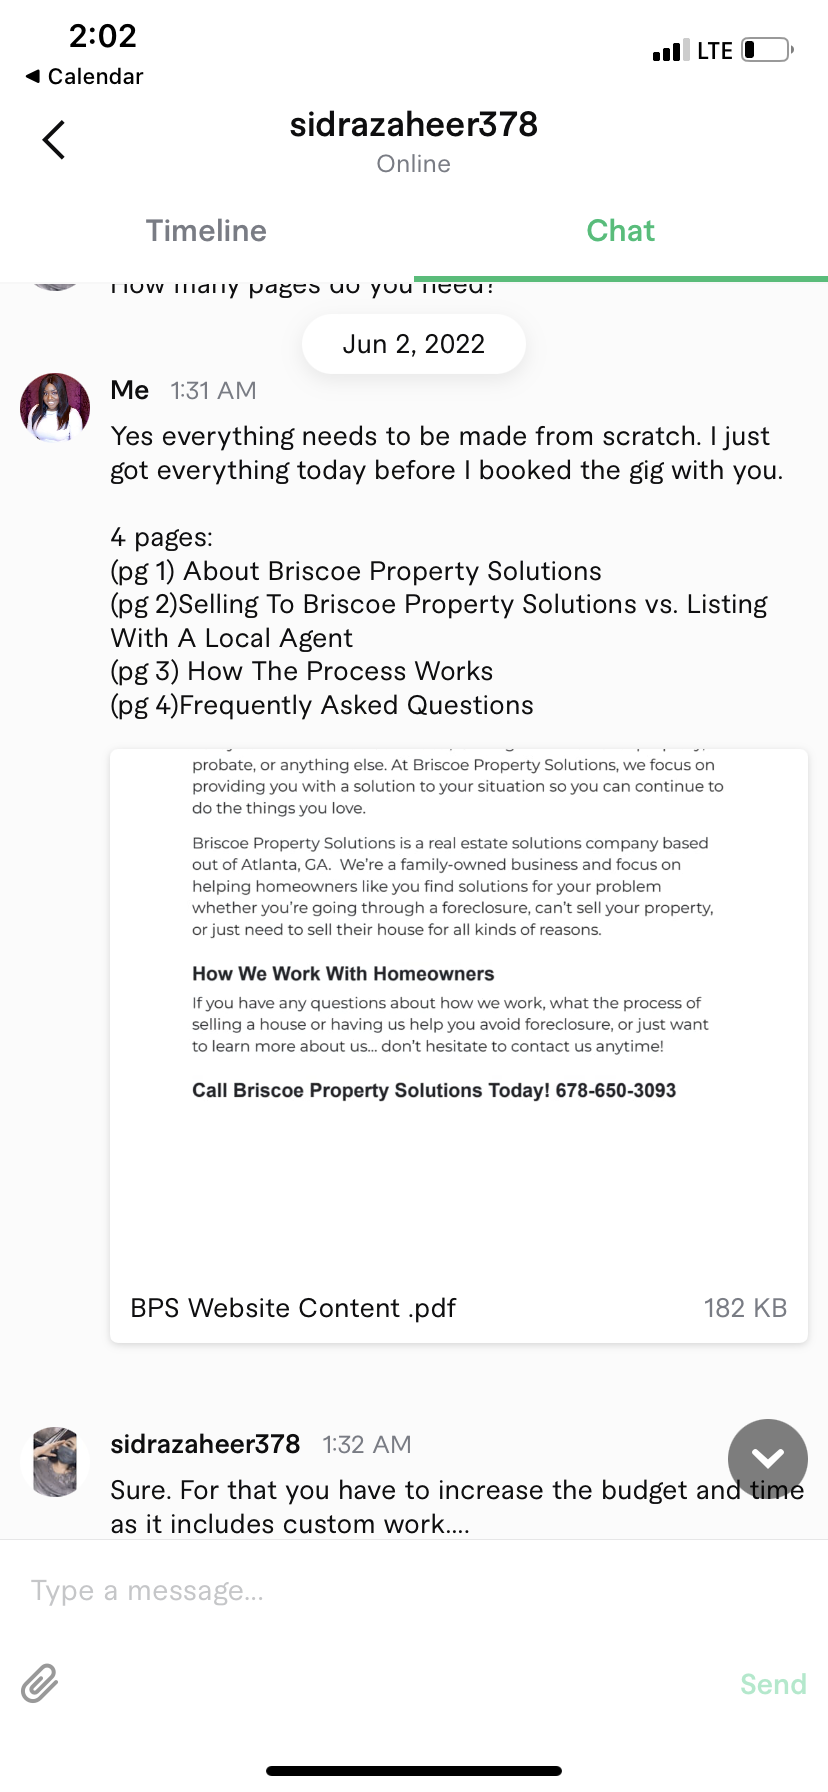 2:02
LTE
Calendar
sidrazaheer378
Online
Timeline
Chat
How many pages do you need?
Jun 2, 2022
Me 1:31 AM
Yes everything needs to be made from scratch. I just
got everything today before I booked the gig with you.
4 pages:
(pg 1) About Briscoe Property Solutions
(pg 2)Selling To Briscoe Property Solutions vs. Listing
With A Local Agent
(pg 3) How The Process Works
(pg 4)Frequently Asked Questions
probate, or anything else. At Briscoe Property Solutions, we focus on
providing you with a solution to your situation so you can continue to
do the things you love.
Briscoe Property Solutions is a real estate solutions company based
out of Atlanta, GA. We're a family-owned business and focus on
helping homeowners like you find solutions for your problem
whether you're going through a foreclosure, can't sell your property,
or just need to sell their house for all kinds of reasons.
How We Work With Homeowners
If you have any questions about how we work, what the process of
selling a house or having us help you avoid foreclosure, or just want
to learn more about us... don't hesitate to contact us anytime!
Call Briscoe Property Solutions Today! 678-650-3093
BPS Website Content .pdf 182 KB
sidrazaheer378 1:32 AM
Sure. For that you have to increase the budget and time
as it includes custom work....
Type a message...
Send